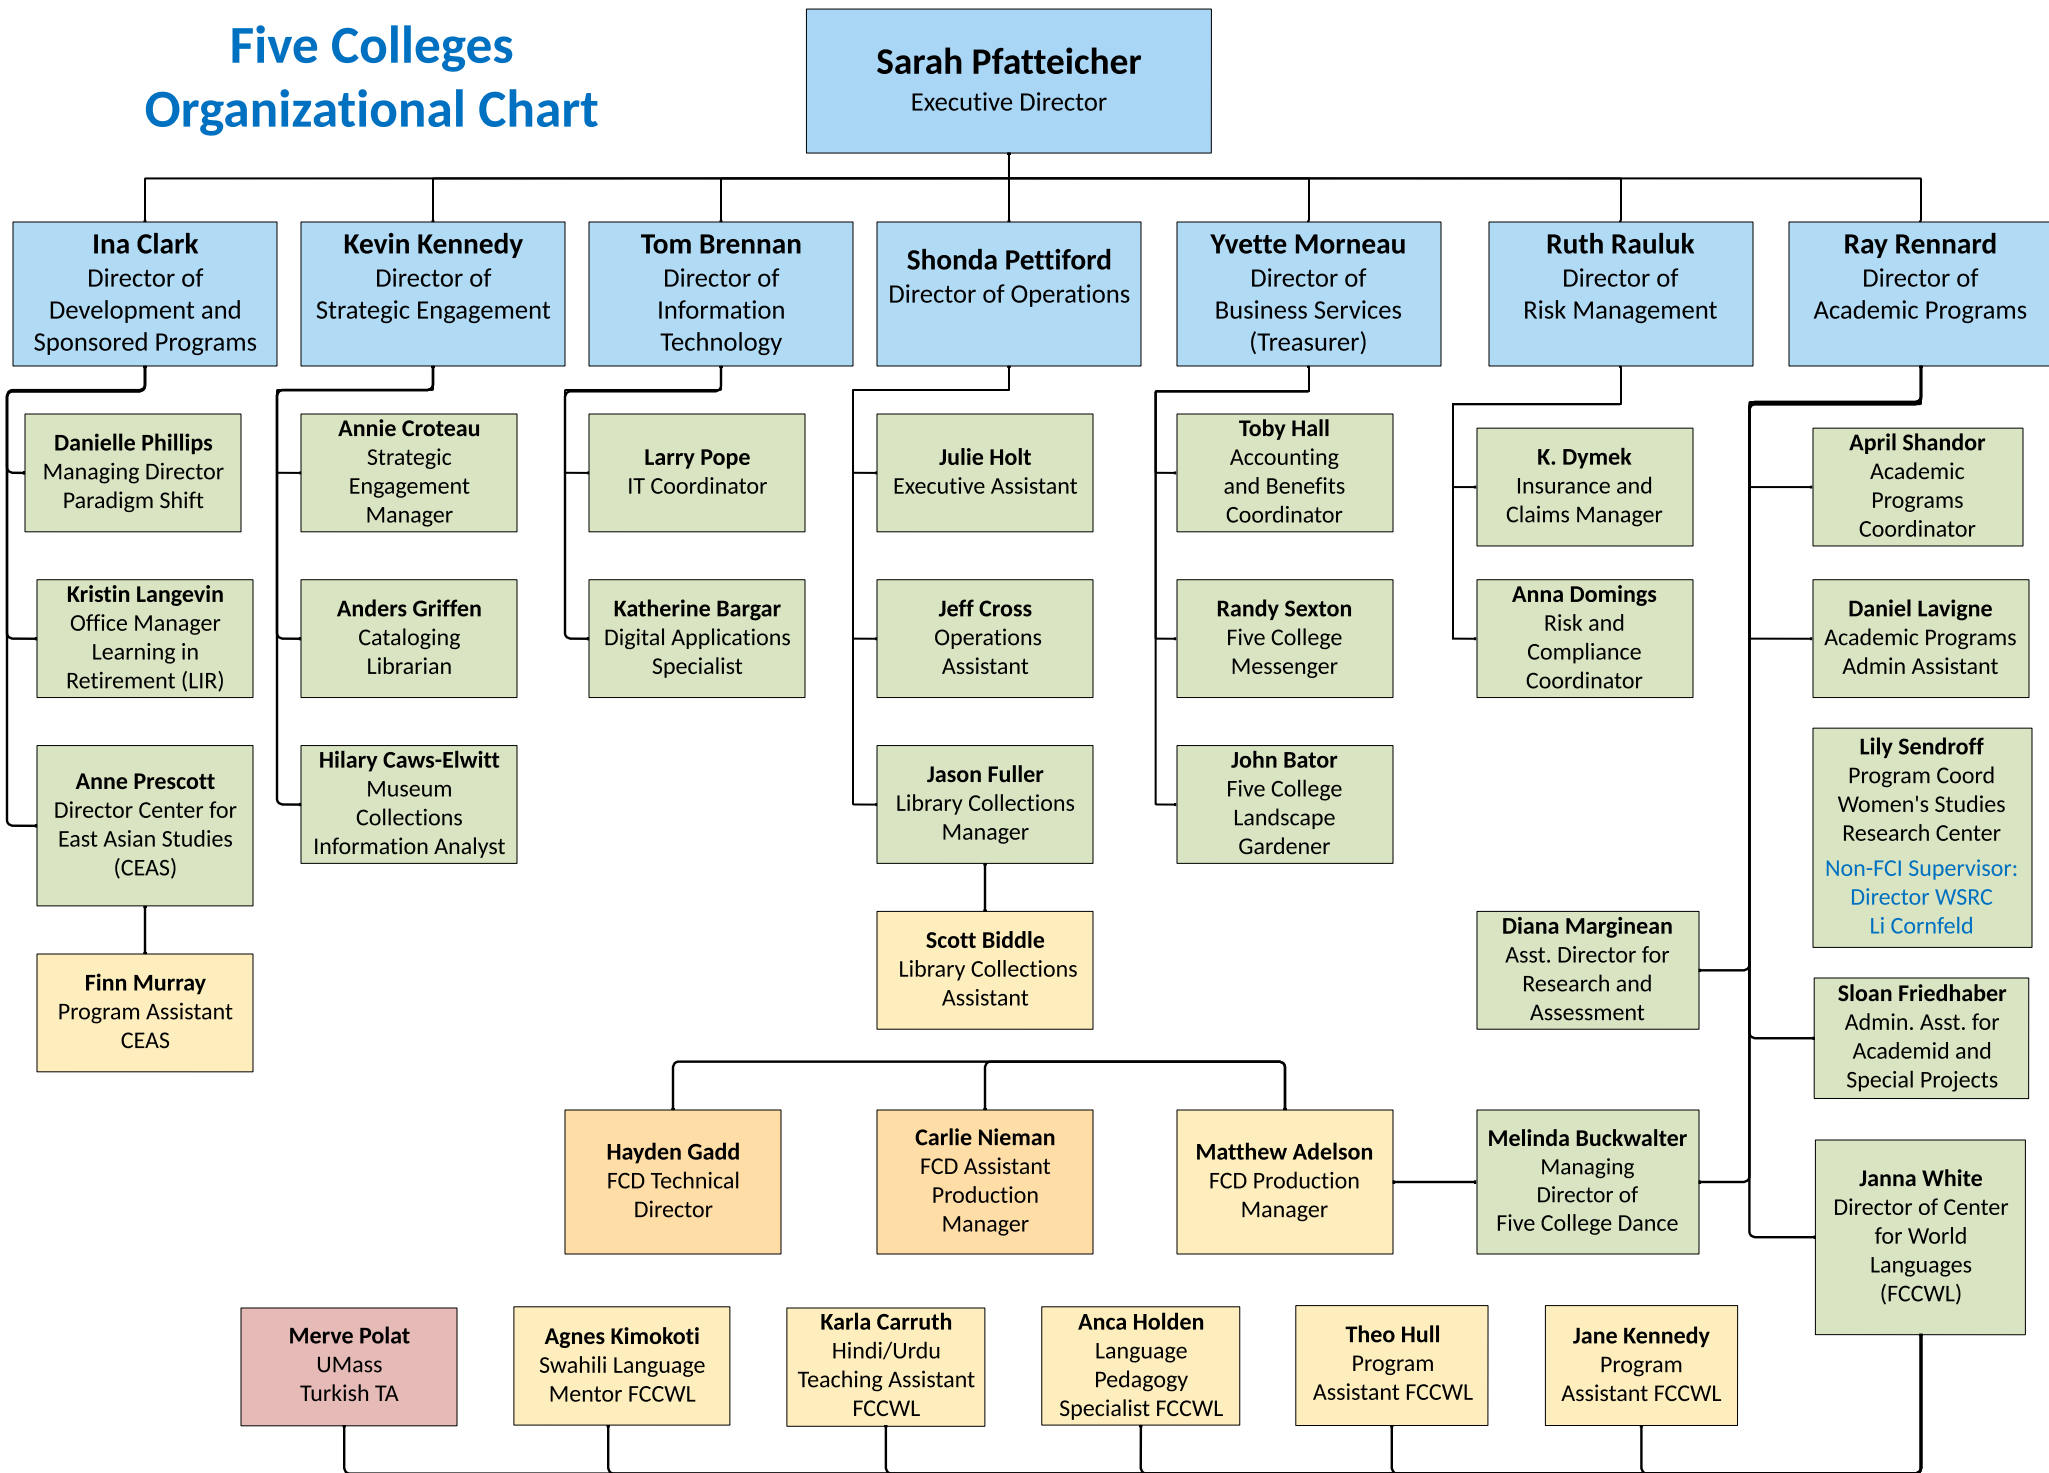 Five Colleges
Organizational Chart
Sarah Pfatteicher
Executive Director
Ina Clark
Director of
Development and
Sponsored Programs
Kevin Kennedy
Director of
Strategic Engagement
Tom Brennan
Director of
Information
Technology
Shonda Pettiford
Director of Operations
Yvette Morneau
Director of
Business Services
(Treasurer)
Ruth Rauluk
Director of
Risk Management
Ray Rennard
Director of
Academic Programs
Danielle Phillips
Managing Director
Paradigm Shift
Annie Croteau
Strategic
Engagement
Manager
Larry Pope
IT Coordinator
Julie Holt
Executive Assistant
Toby Hall
Accounting
and Benefits
Coordinator
K. Dymek
Insurance and
Claims Manager
April Shandor
Academic
Programs
Coordinator
Kristin Langevin
Office Manager
Learning in
Retirement (LIR)
Anders Griffen
Cataloging
Librarian
Katherine Bargar
Digital Applications
Specialist
Jeff Cross
Operations
Assistant
Randy Sexton
Five College
Messenger
Anna Domings
Risk and
Compliance
Coordinator
Daniel Lavigne
Academic Programs
Admin Assistant
Anne Prescott
Director Center for
East Asian Studies
(CEAS)
Hilary Caws-Elwitt
Museum
Collections
Information Analyst
Jason Fuller
Library Collections
Manager
John Bator
Five College
Landscape
Gardener
Lily Sendroff
Program Coord
Women's Studies
Research Center
Non-FCI Supervisor:
Director WSRC
Li Cornfeld
Finn Murray
Program Assistant
CEAS
Scott Biddle
Library Collections
Assistant
Diana Marginean
Asst. Director for
Research and
Assessment
Sloan Friedhaber
Admin. Asst. for
Academid and
Special Projects
Hayden Gadd
FCD Technical
Director
Carlie Nieman
FCD Assistant
Production
Manager
Matthew Adelson
FCD Production
Manager
Melinda Buckwalter
Managing
Director of
Five College Dance
Janna White
Director of Center
for World
Languages
(FCCWL)
Merve Polat
UMass
Turkish TA
Agnes Kimokoti
Swahili Language
Mentor FCCWL
Karla Carruth
Hindi/Urdu
Teaching Assistant
FCCWL
Anca Holden
Language
Pedagogy
Specialist FCCWL
Theo Hull
Program
Assistant FCCWL
Jane Kennedy
Program
Assistant FCCWL